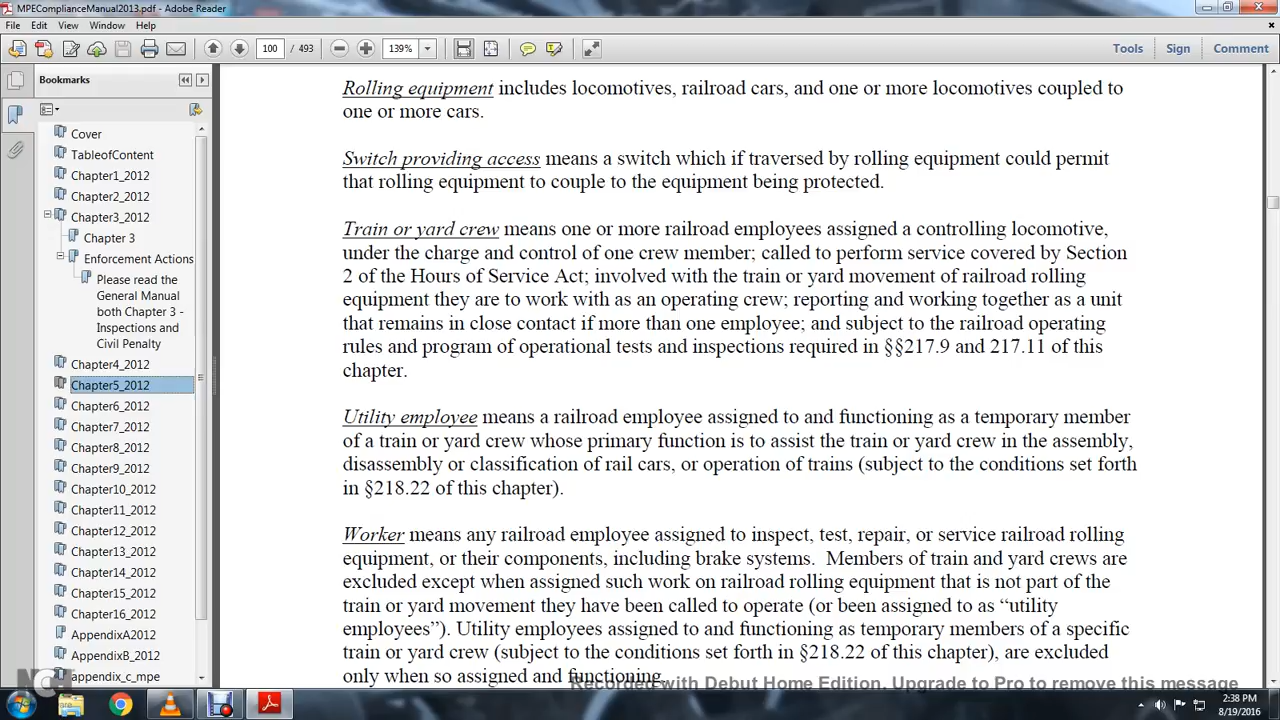 MPEComplianceManual2013.pdf - Adobe Reader
File Edit View Window Help
100 / 493 139% Tools Sign Comment
Bookmarks
Cover
TableofContent
Chapter1_2012
Chapter2_2012
Chapter3_2012
Chapter 3
Enforcement Actions
Please read the
General Manual
both Chapter 3 -
Inspections and
Civil Penalty
Chapter4_2012
Chapter5_2012
Chapter6_2012
Chapter7_2012
Chapter8_2012
Chapter9_2012
Chapter10_2012
Chapter11_2012
Chapter12_2012
Chapter13_2012
Chapter14_2012
Chapter15_2012
Chapter16_2012
AppendixA2012
AppendixB_2012
appendix_c_mpe
Rolling equipment includes locomotives, railroad cars, and one or more locomotives coupled to
one or more cars.
Switch providing access means a switch which if traversed by rolling equipment could permit
that rolling equipment to couple to the equipment being protected.
Train or yard crew means one or more railroad employees assigned a controlling locomotive,
under the charge and control of one crew member; called to perform service covered by Section
2 of the Hours of Service Act; involved with the train or yard movement of railroad rolling
equipment they are to work with as an operating crew; reporting and working together as a unit
that remains in close contact if more than one employee; and subject to the railroad operating
rules and program of operational tests and inspections required in §§217.9 and 217.11 of this
chapter.
Utility employee means a railroad employee assigned to and functioning as a temporary member
of a train or yard crew whose primary function is to assist the train or yard crew in the assembly,
disassembly or classification of rail cars, or operation of trains (subject to the conditions set forth
in §218.22 of this chapter).
Worker means any railroad employee assigned to inspect, test, repair, or service railroad rolling
equipment, or their components, including brake systems.  Members of train and yard crews are
excluded except when assigned such work on railroad rolling equipment that is not part of the
train or yard movement they have been called to operate (or been assigned to as “utility
employees”). Utility employees assigned to and functioning as temporary members of a specific
train or yard crew (subject to the conditions set forth in §218.22 of this chapter), are excluded
only when so assigned and functioning.
Recorded with Debut Home Edition. Upgrade to Pro to remove this message
2:38 PM
8/19/2016